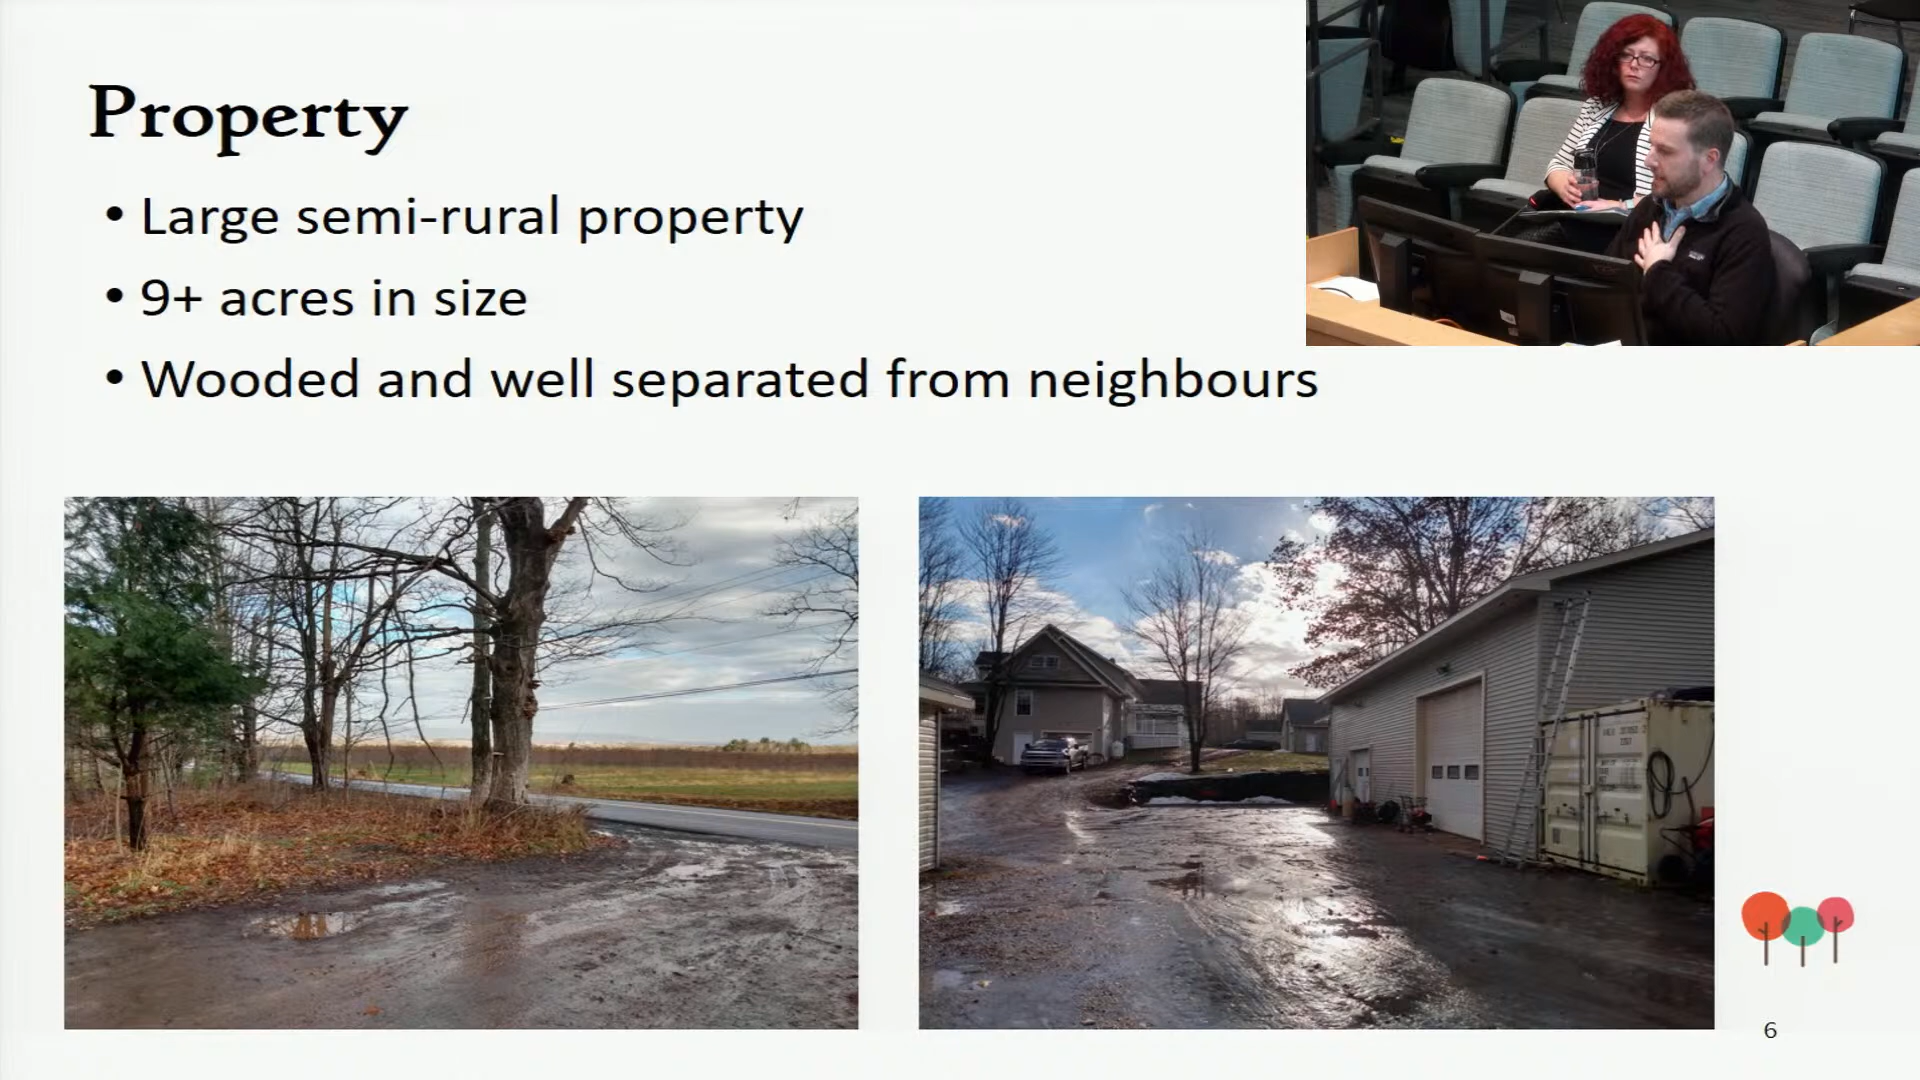 Property
• Large semi-rural property
• 9+ acres in size
• Wooded and well separated from neighbours
6